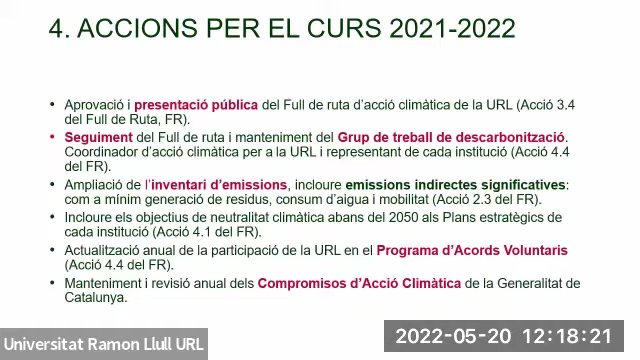 4. ACCIONS PER EL CURS 2021-2022
• Aprovació i presentació pública del Full de ruta d'acció climàtica de la URL (Acció 3.4
del Full de Ruta, FR).
• Seguiment del Full de ruta i manteniment del Grup de treball de descarbonització.
Coordinador d'acció climàtica per a la URL i representant de cada institució (Acció 4.4
del FR).
• Ampliació de l'inventari d'emissions, incloure emissions indirectes significatives:
com a mínim generació de residus, consum d'aigua i mobilitat (Acció 2.3 del FR).
• Incloure els objectius de neutralitat climàtica abans del 2050 als Plans estratègics de
cada institució (Acció 4.1 del FR).
• Actualització anual de la participació de la URL en el Programa d'Acords Voluntaris
(Acció 4.4 del FR).
• Manteniment i revisió anual dels Compromisos d'Acció Climàtica de la Generalitat de
Catalunya.
Universitat Ramon Llull URL
2022-05-20 12:18:21